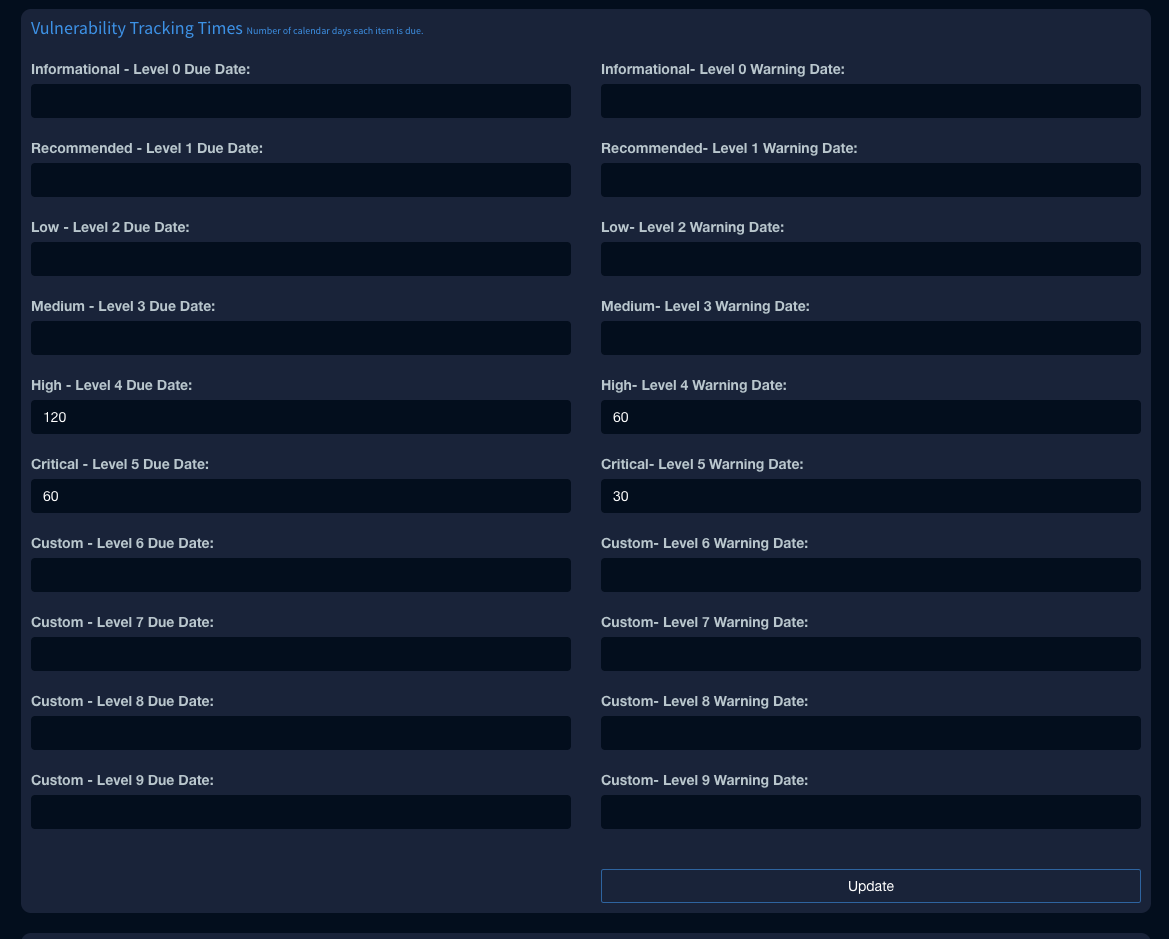 Vulnerability Tracking Times Number of calendar days each item is due.
Informational - Level 0 Due Date:
Informational- Level 0 Warning Date:
Recommended - Level 1 Due Date:
Recommended- Level 1 Warning Date:
Low - Level 2 Due Date:
Low- Level 2 Warning Date:
Medium - Level 3 Due Date:
Medium- Level 3 Warning Date:
High - Level 4 Due Date:
High- Level 4 Warning Date:
120
60
Critical - Level 5 Due Date:
Critical- Level 5 Warning Date:
60
30
Custom - Level 6 Due Date:
Custom- Level 6 Warning Date:
Custom - Level 7 Due Date:
Custom- Level 7 Warning Date:
Custom - Level 8 Due Date:
Custom- Level 8 Warning Date:
Custom - Level 9 Due Date:
Custom- Level 9 Warning Date:
Update